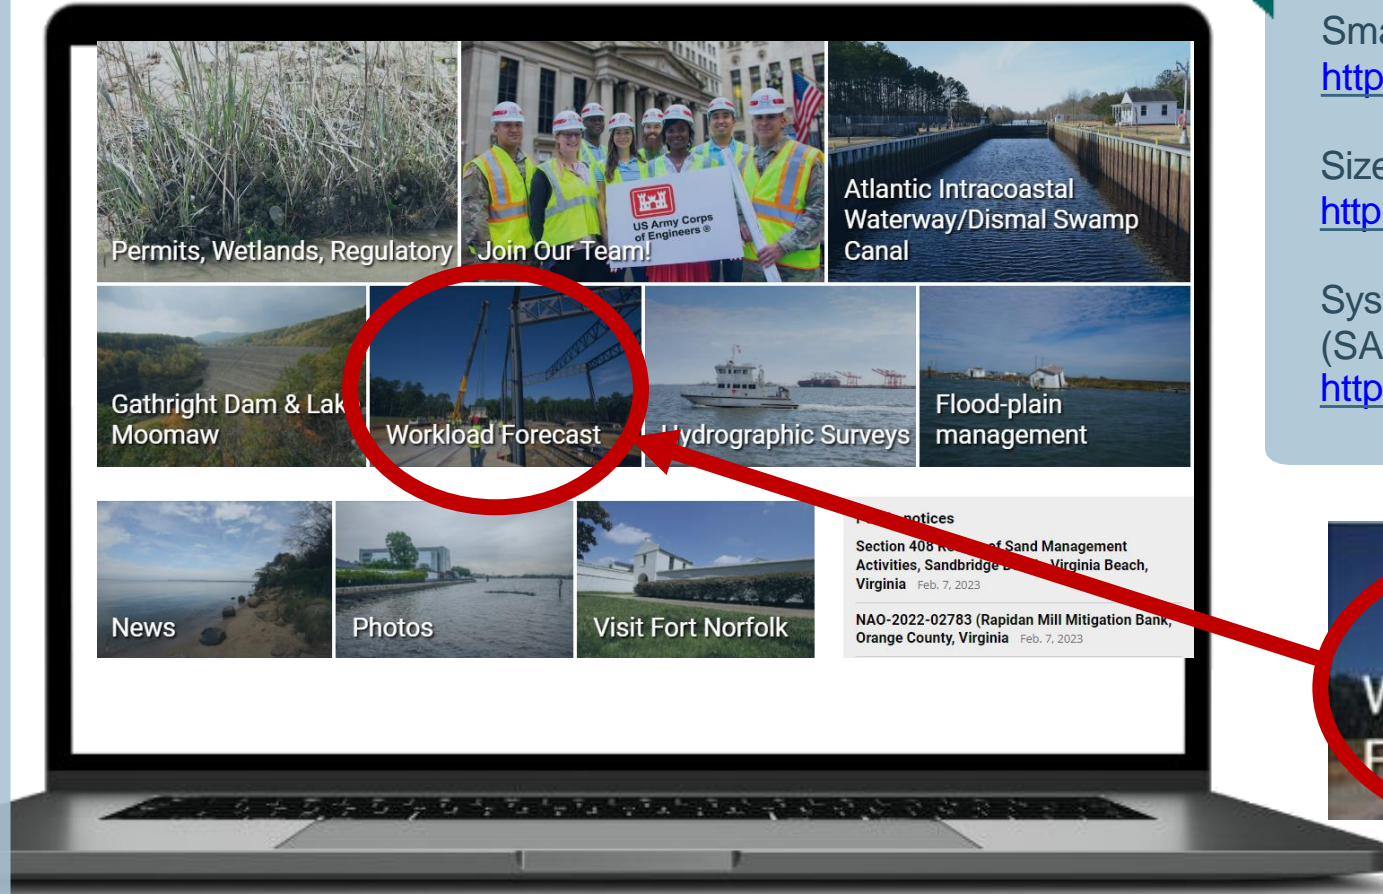 Permits, Wetlands, Regulatory
Join Our Team!
US Army Corps
of Engineers ®
Atlantic Intracoastal
Waterway/Dismal Swamp
Canal
Gathright Dam &
Moomaw
Workload Forecast
Hydrographic Surveys
Flood-plain
management
News
Photos
Visit Fort Norfolk
notices
Section 408 of Sand Management
Activities, Sandbridge Virginia Beach,
Virginia Feb. 7, 2023
NAO-2022-02783 (Rapidan Mill Mitigation Bank,
Orange County, Virginia Feb. 7, 2023
Sma
http
Size
http
Sys
(SA
http